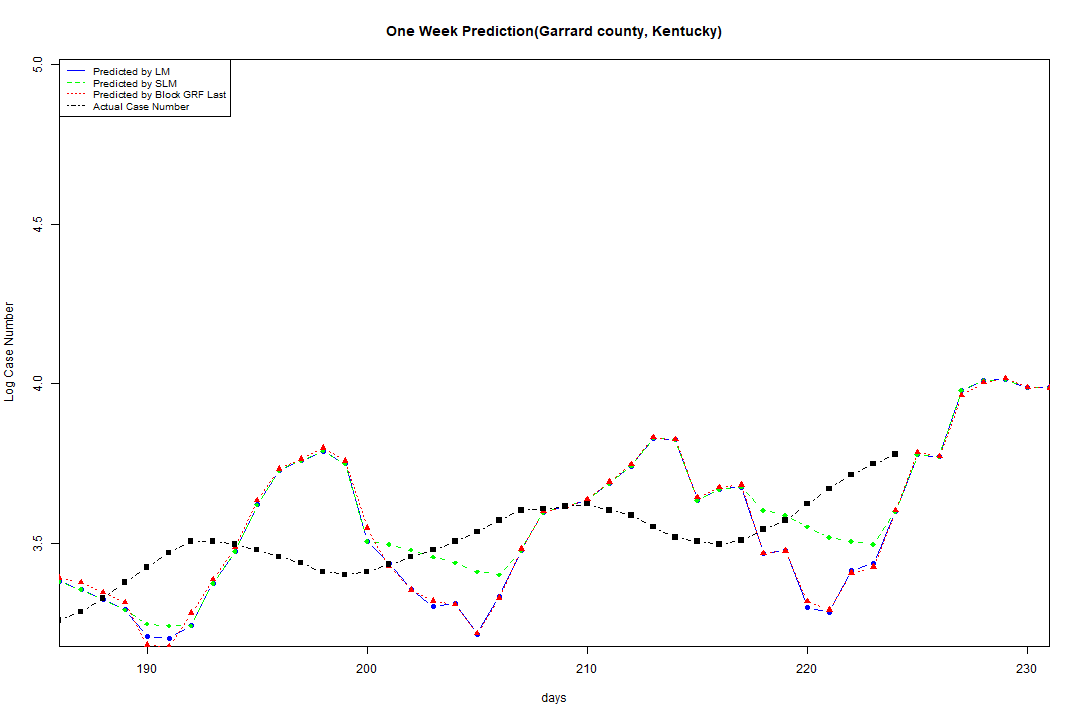 One Week Prediction(Garrard county, Kentucky)
Predicted by LM
Predicted by SLM
Predicted by Block GRF Last
Actual Case Number
5.0
4.5
4.0
3.5
Log Case Number
190 200 210 220 230
days